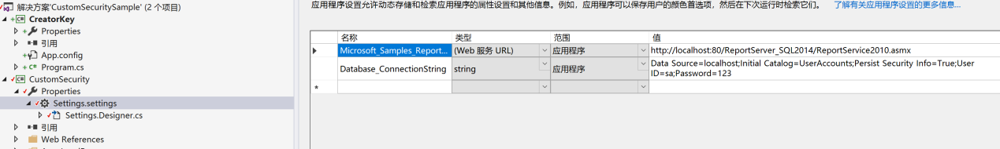 解决方案'CustomSecuritySample' (2 个项目)
CreatorKey
Properties
引用
App.config
Program.cs
CustomSecurity
Properties
Settings.settings
Settings.Designer.cs
引用
Web References
应用程序设置允许动态存储和检索应用程序的属性设置和其他信息。例如，应用程序可以保存用户的颜色首选项，然后在下次运行时检索它们。 了解有关应用程序设置的更多信息...
名称 类型 范围 值
Microsoft_Samples_Report... (Web 服务 URL) 应用程序 http://localhost:80/ReportServer_SQL2014/ReportService2010.asmx
Database_ConnectionString string 应用程序 Data Source=localhost;Initial Catalog=UserAccounts;Persist Security Info=True;User
ID=sa;Password=123